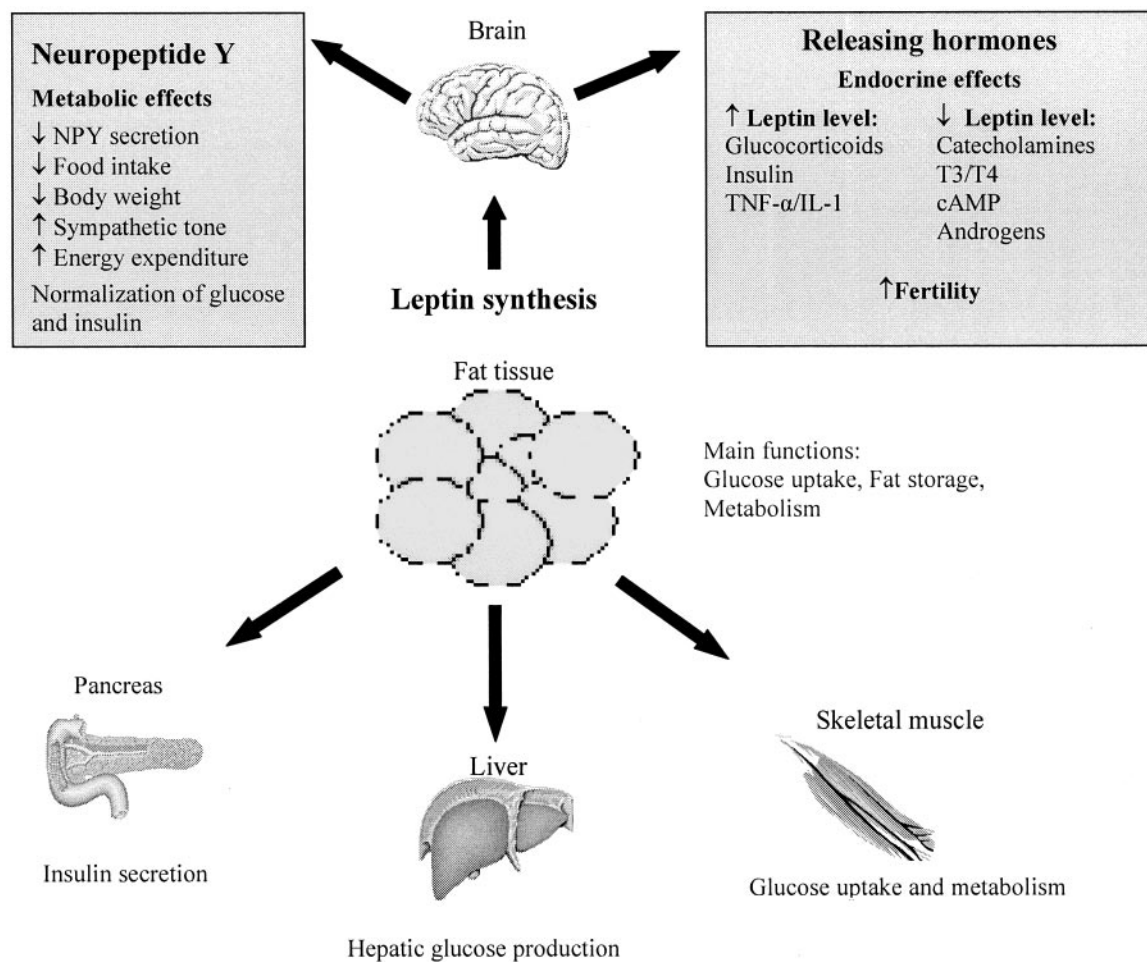 Neuropeptide Y
Metabolic effects
↓ NPY secretion
↓ Food intake
↓ Body weight
↑ Sympathetic tone
↑ Energy expenditure
Normalization of glucose
and insulin
Brain
Releasing hormones
Endocrine effects
↑ Leptin level:
Glucocorticoids
Insulin
TNF-α/IL-1
↓ Leptin level:
Catecholamines
T3/T4
cAMP
Androgens
↑Fertility
Leptin synthesis
Fat tissue
Main functions:
Glucose uptake, Fat storage,
Metabolism
Pancreas
Insulin secretion
Liver
Hepatic glucose production
Skeletal muscle
Glucose uptake and metabolism